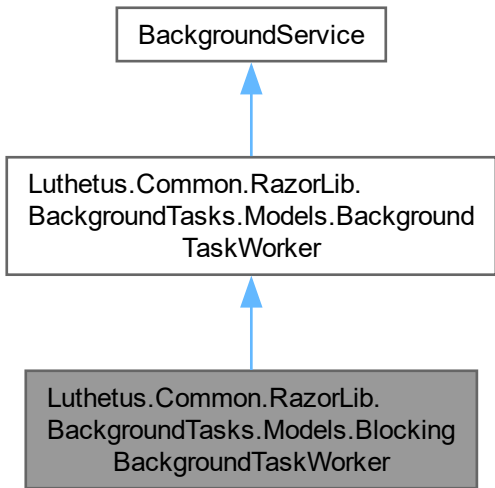 BackgroundService
Luthetus.Common.RazorLib.
BackgroundTasks.Models.Background
TaskWorker
Luthetus.Common.RazorLib.
BackgroundTasks.Models.Blocking
BackgroundTaskWorker